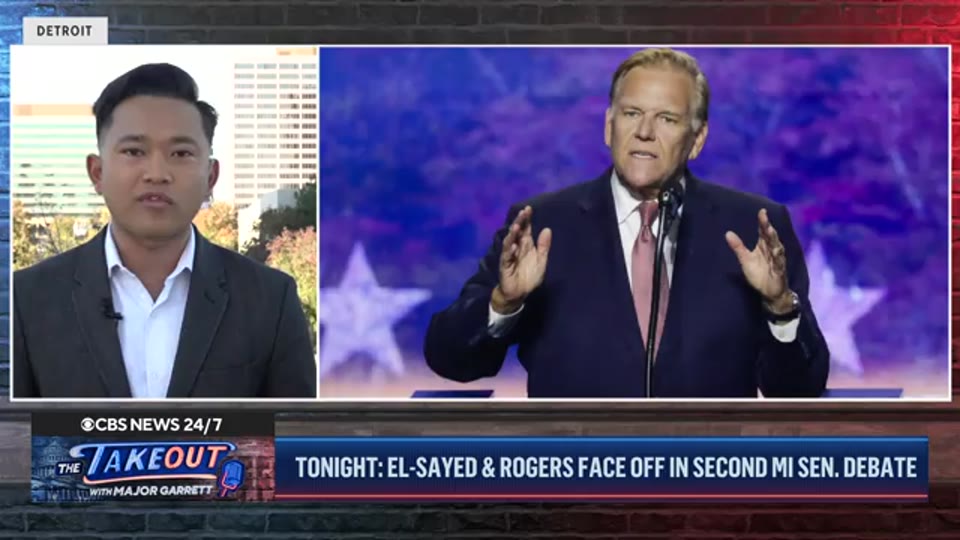 DETROIT
CBS NEWS 24/7
THE TAKEOUT
WITH MAJOR GARRETT
TONIGHT: EL-SAYED & ROGERS FACE OFF IN SECOND MI SEN. DEBATE